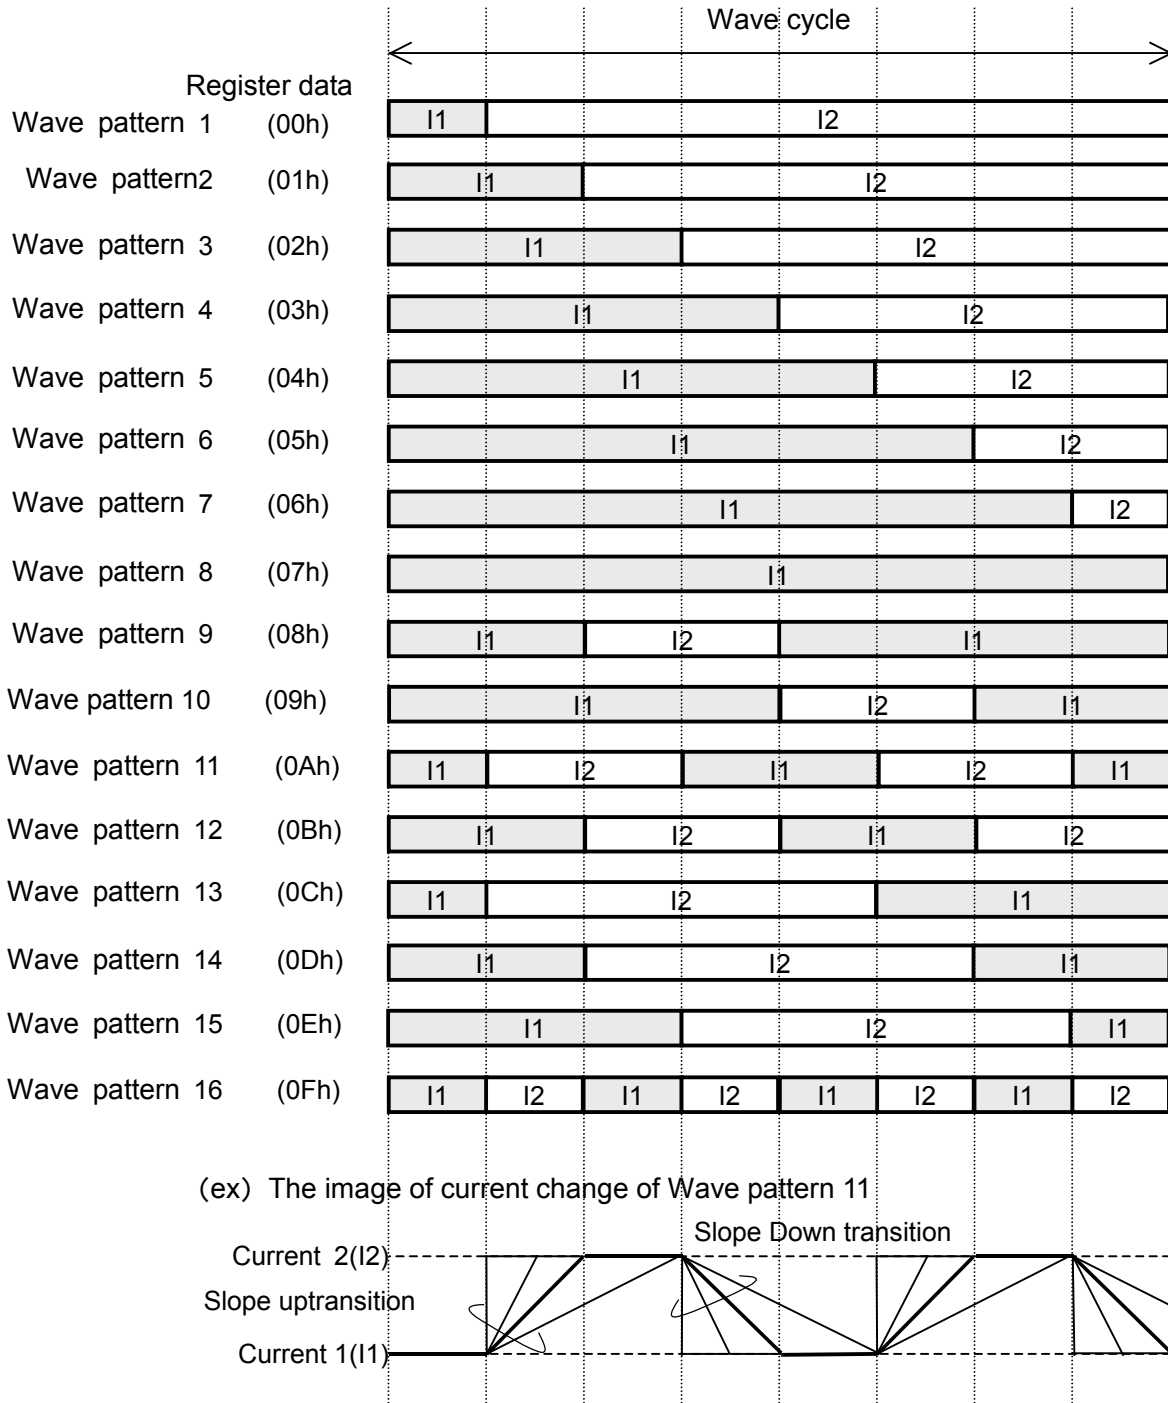 Wave cycle
Register data
Wave pattern 1 (00h) I1 I2
Wave pattern2 (01h) I1 I2
Wave pattern 3 (02h) I1 I2
Wave pattern 4 (03h) I1 I2
Wave pattern 5 (04h) I1 I2
Wave pattern 6 (05h) I1 I2
Wave pattern 7 (06h) I1 I2
Wave pattern 8 (07h) I1
Wave pattern 9 (08h) I1 I2 I1
Wave pattern 10 (09h) I1 I2 I1
Wave pattern 11 (0Ah) I1 I2 I1 I2 I1
Wave pattern 12 (0Bh) I1 I2 I1 I2
Wave pattern 13 (0Ch) I1 I2 I1
Wave pattern 14 (0Dh) I1 I2 I1
Wave pattern 15 (0Eh) I1 I2 I1
Wave pattern 16 (0Fh) I1 I2 I1 I2 I1 I2 I1 I2
（ex）The image of current change of Wave pattern 11
Slope Down transition
Current 2(I2)
Slope uptransition
Current 1(I1)